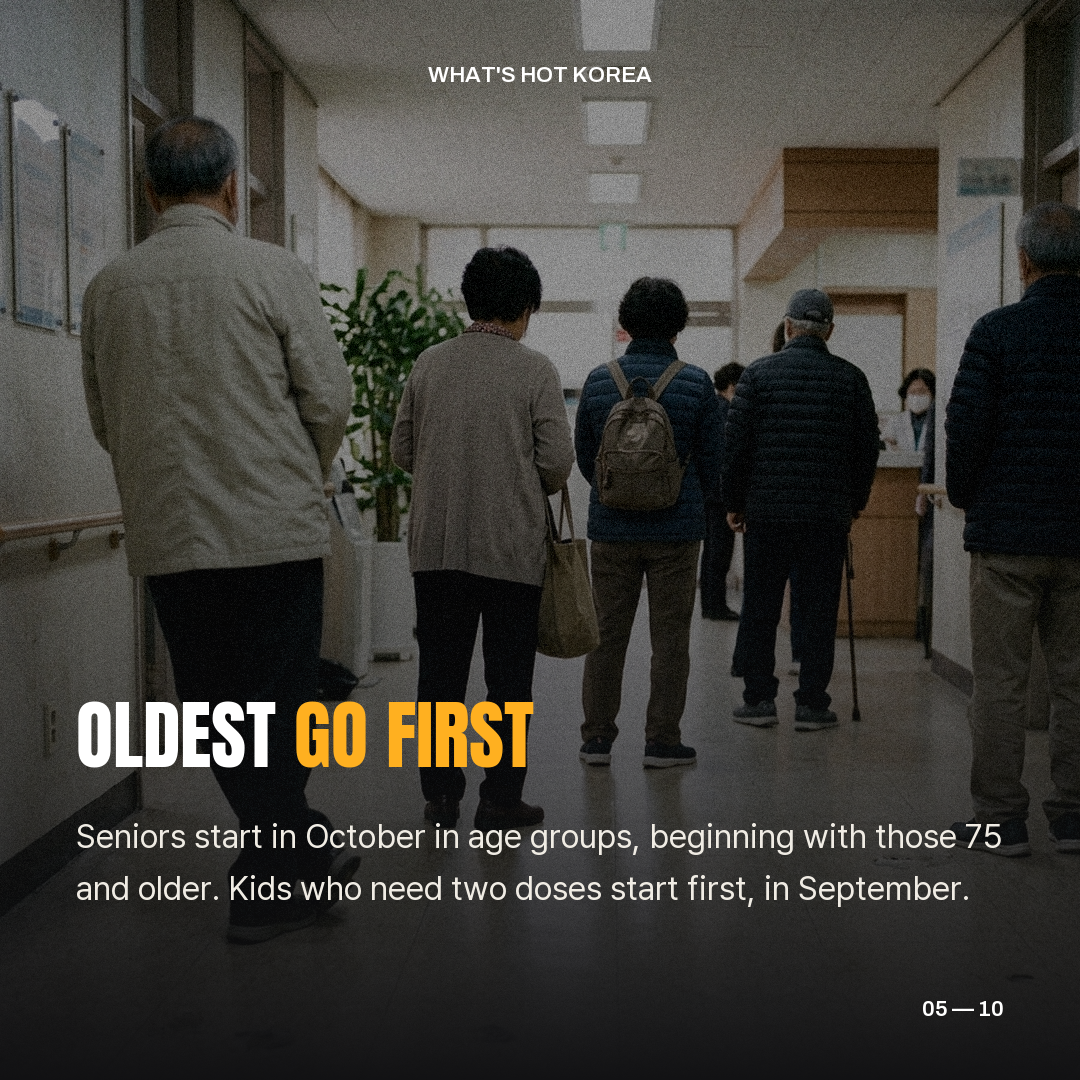 WHAT'S HOT KOREA
OLDEST GO FIRST
Seniors start in October in age groups, beginning with those 75
and older. Kids who need two doses start first, in September.
05 — 10